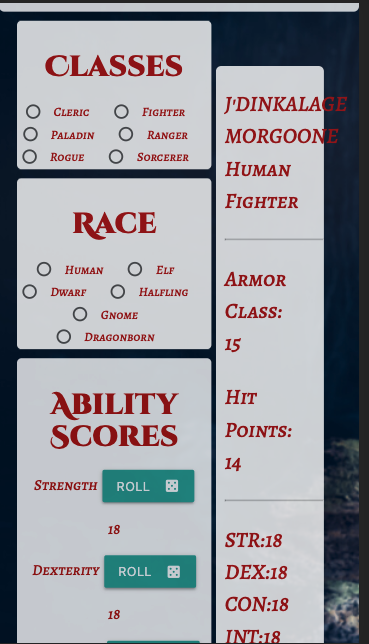 Classes
Cleric
Fighter
Paladin
Ranger
Rogue
Sorcerer
Race
Human
Elf
Dwarf
Halfling
Gnome
Dragonborn
Ability
Scores
Strength ROLL
18
Dexterity ROLL
18
J'Dinkalage
Morgoone
Human
Fighter
Armor
Class:
15
Hit
Points:
14
STR:18
DEX:18
CON:18
INT:18